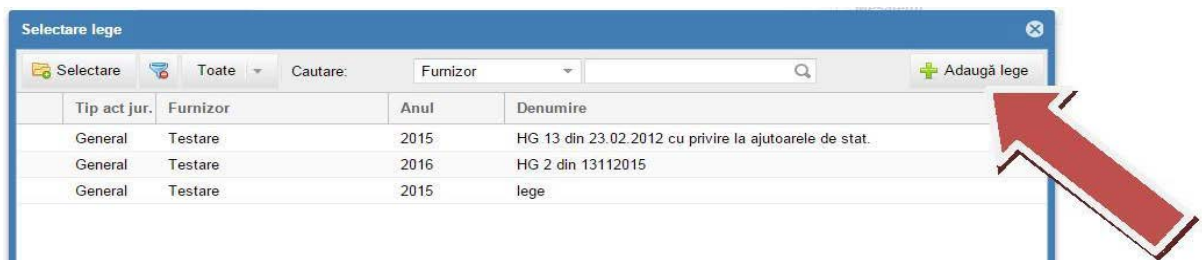 Selectare lege
Selectare Toate Cautare: Furnizor Adaugă lege
Tip act jur. Furnizor Anul Denumire
General Testare 2015 HG 13 din 23.02.2012 cu privire la ajutoarele de stat.
General Testare 2016 HG 2 din 13112015
General Testare 2015 lege